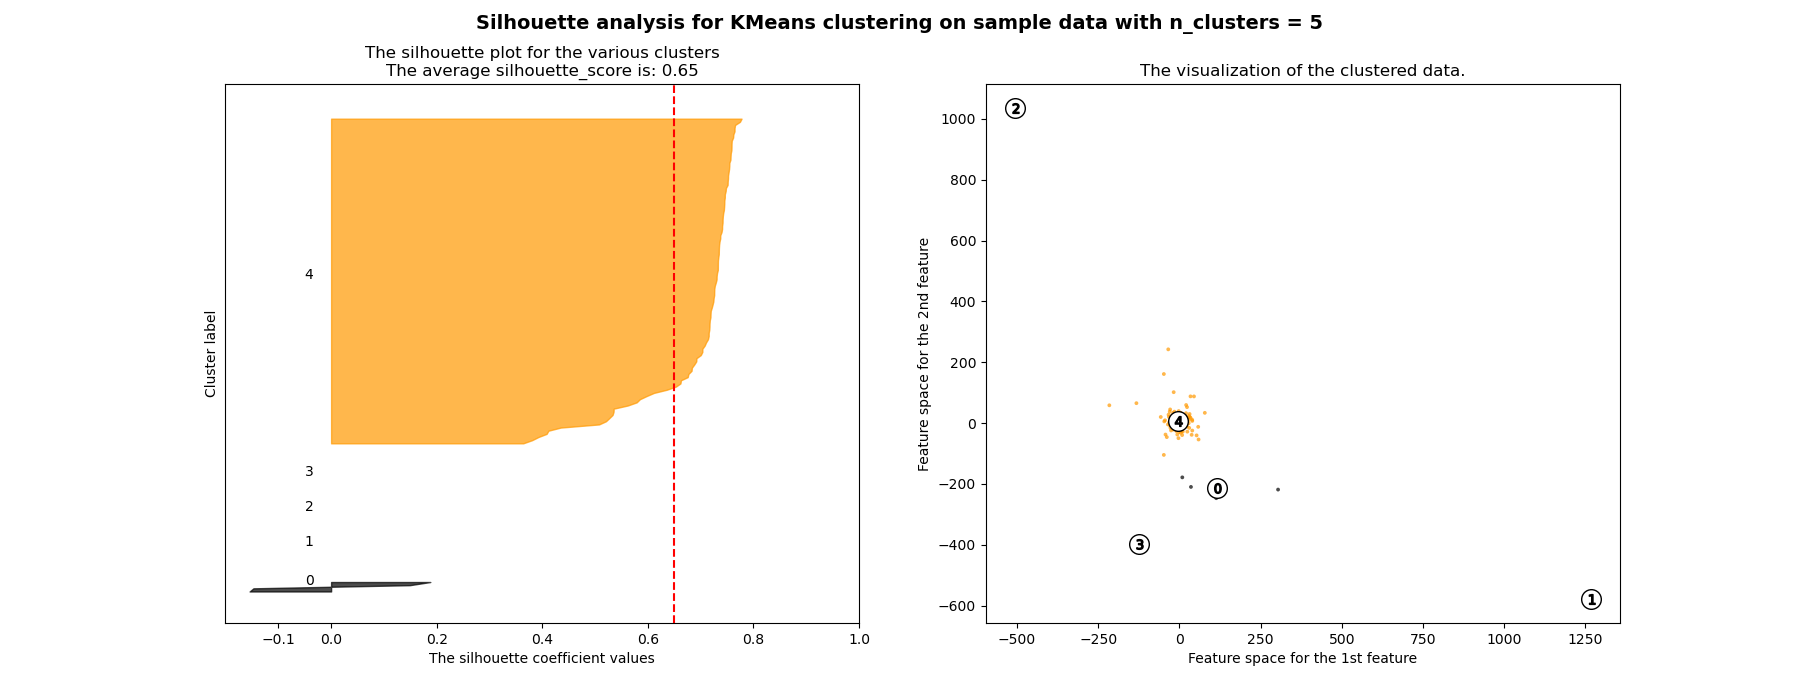 Silhouette analysis for KMeans clustering on sample data with n_clusters = 5
The silhouette plot for the various clusters
The average silhouette_score is: 0.65
Cluster label
4
3
2
1
0
−0.1 0.0 0.2 0.4 0.6 0.8 1.0
The silhouette coefficient values
The visualization of the clustered data.
Feature space for the 2nd feature
1000
800
600
400
200
0
−200
−400
−600
2
4
0
3
1
−500 −250 0 250 500 750 1000 1250
Feature space for the 1st feature